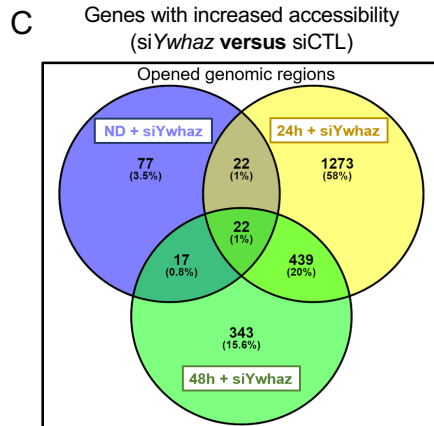 C
Genes with increased accessibility
(siYwhaz versus siCTL)
Opened genomic regions
ND + siYwhaz
24h + siYwhaz
77
(3.5%)
22
(1%)
1273
(58%)
22
(1%)
17
(0.8%)
439
(20%)
343
(15.6%)
48h + siYwhaz